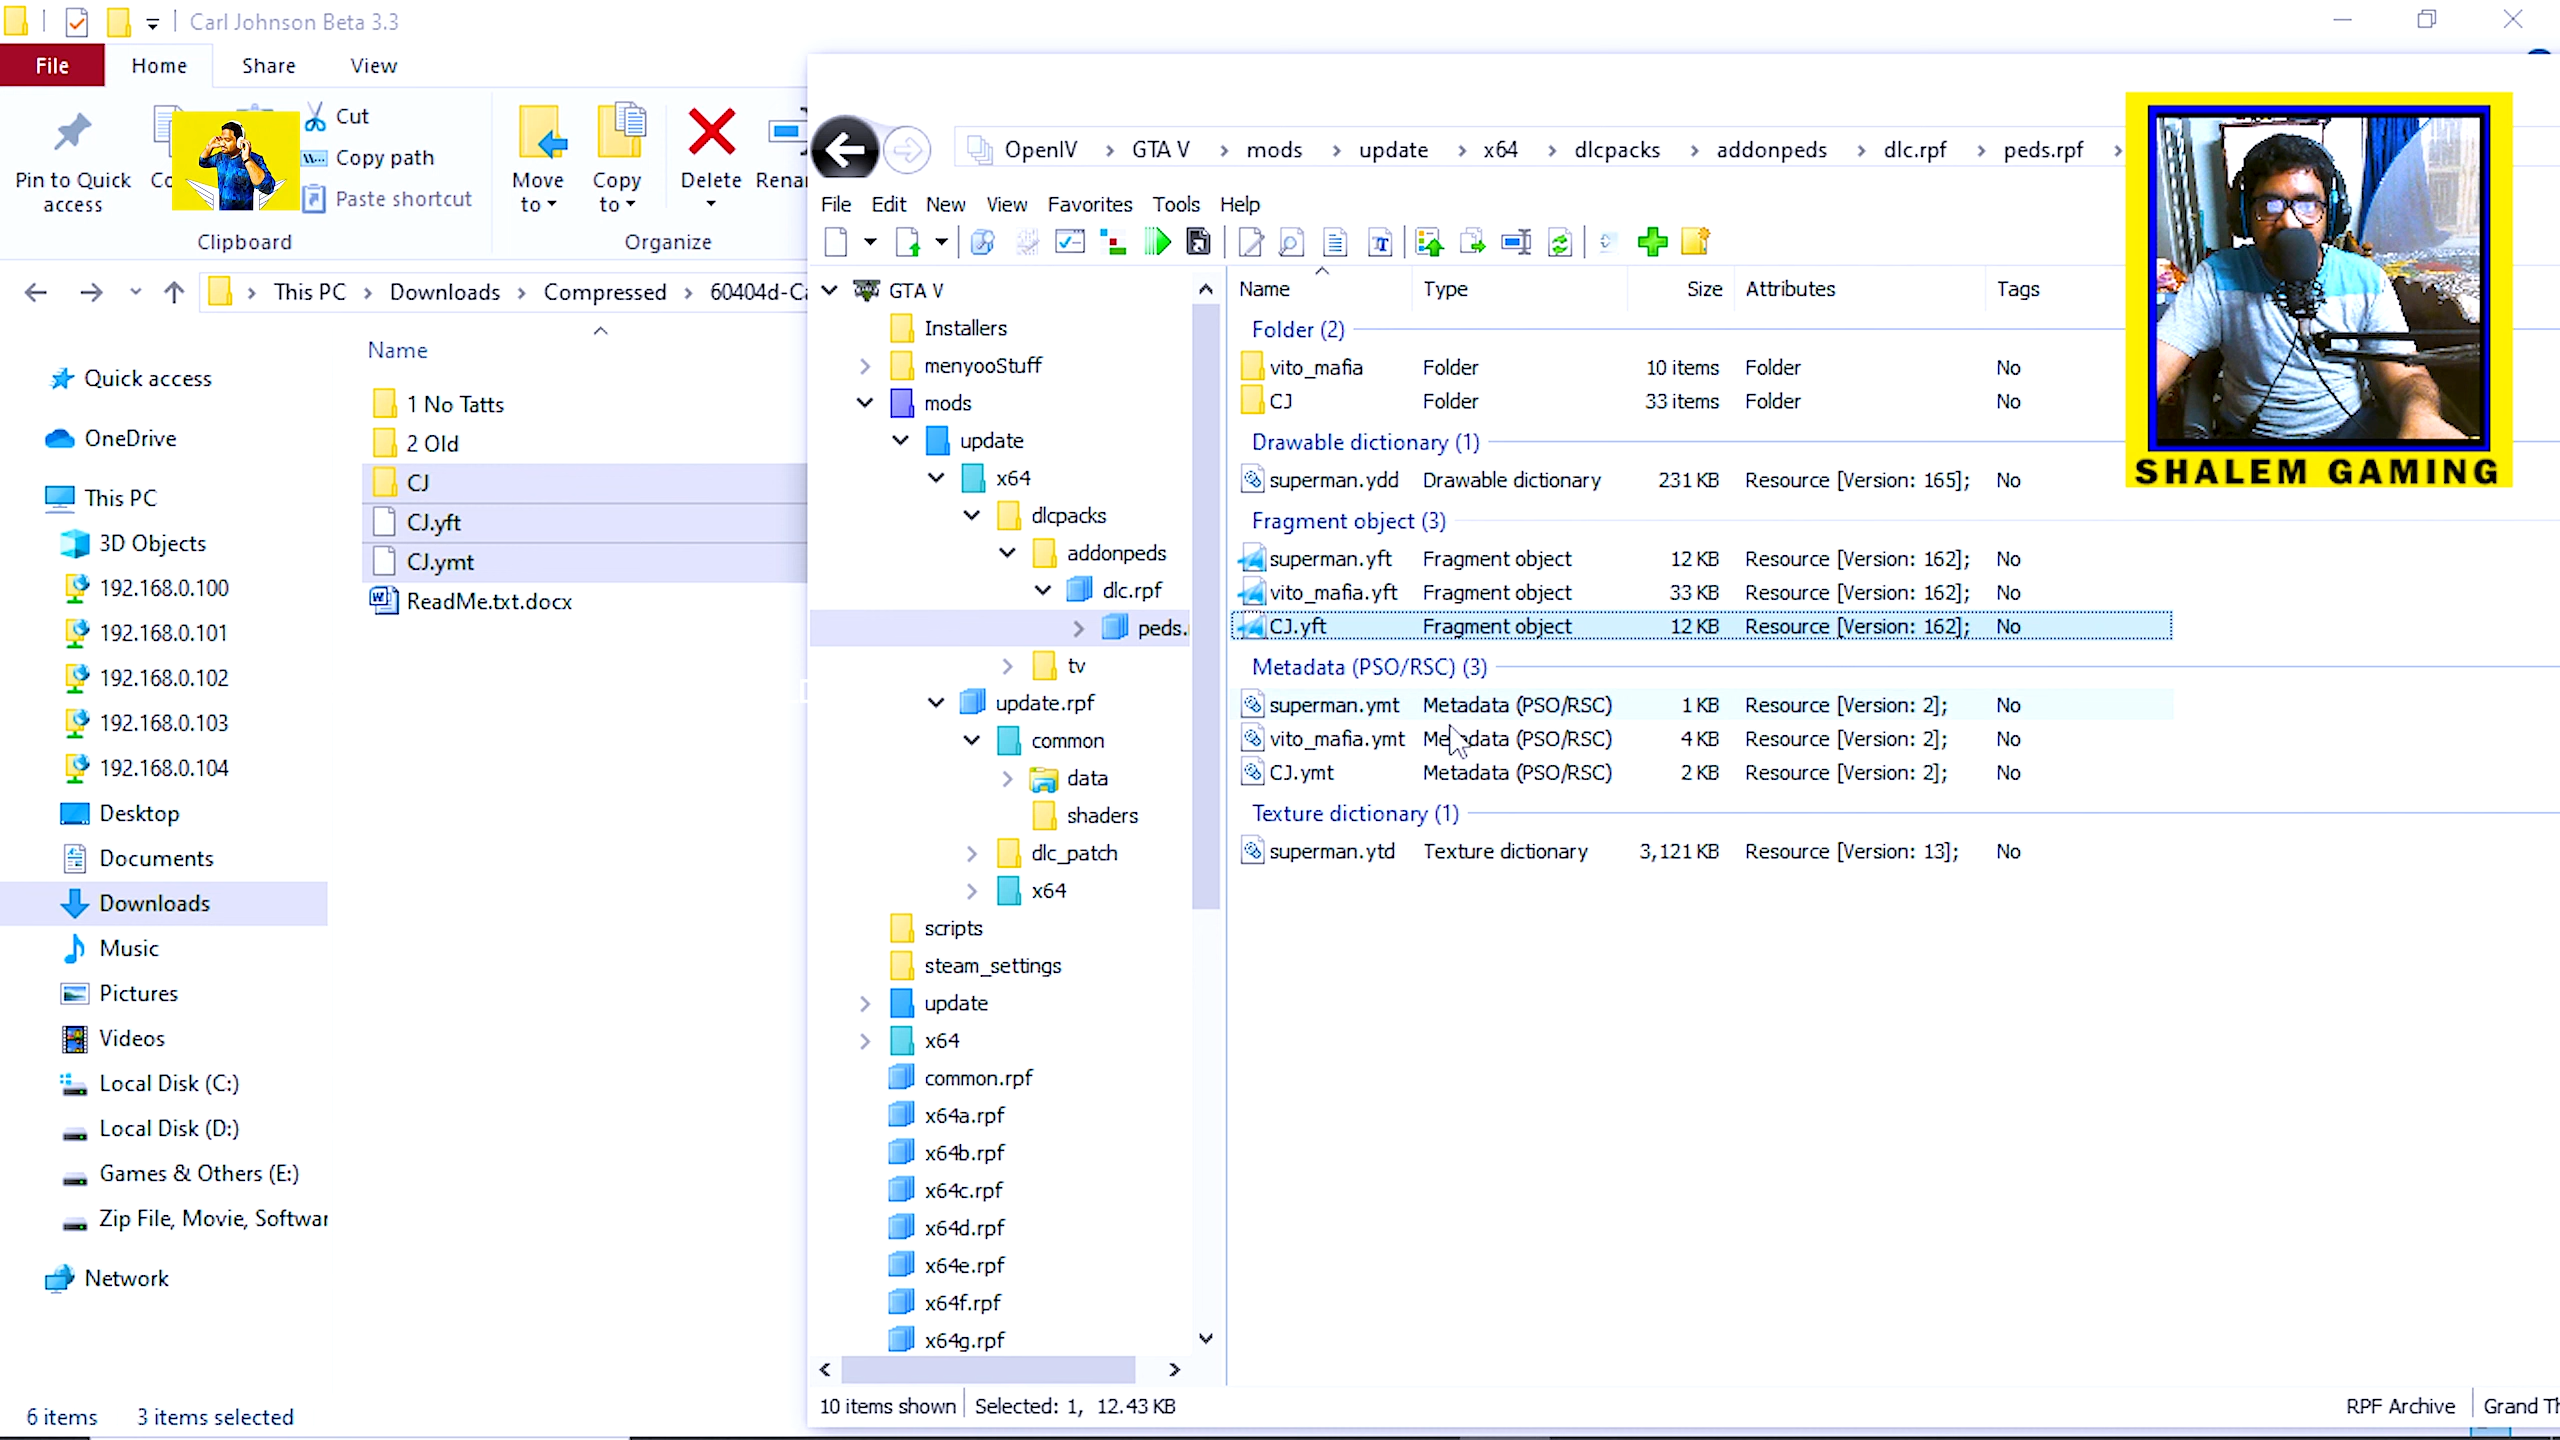 Carl Johnson Beta 3.3
File Home Share View
Pin to Quick access
Cut
Copy path
Paste shortcut
Clipboard
Move to
Copy to
Delete
Organize
This PC Downloads Compressed
Name
Quick access
OneDrive
This PC
3D Objects
192.168.0.100
192.168.0.101
192.168.0.102
192.168.0.103
192.168.0.104
Desktop
Documents
Downloads
Music
Pictures
Videos
Local Disk (C:)
Local Disk (D:)
Games & Others (E:)
Zip File, Movie, Softwar
Network
1 No Tatts
2 Old
CJ
CJ.yft
CJ.ymt
ReadMe.txt.docx
6 items 3 items selected
OpenIV GTA V mods update x64 dlcpacks addonpeds dlc.rpf peds.rpf
File Edit New View Favorites Tools Help
GTA V
Installers
menyooStuff
mods
update
x64
dlcpacks
addonpeds
dlc.rpf
peds.r
tv
update.rpf
common
data
shaders
dlc_patch
x64
scripts
steam_settings
update
x64
common.rpf
x64a.rpf
x64b.rpf
x64c.rpf
x64d.rpf
x64e.rpf
x64f.rpf
x64g.rpf
Name Type Size Attributes Tags
Folder (2)
vito_mafia Folder 10 items Folder No
CJ Folder 33 items Folder No
Drawable dictionary (1)
superman.ydd Drawable dictionary 231 KB Resource [Version: 165]; No
Fragment object (3)
superman.yft Fragment object 12 KB Resource [Version: 162]; No
vito_mafia.yft Fragment object 33 KB Resource [Version: 162]; No
CJ.yft Fragment object 12 KB Resource [Version: 162]; No
Metadata (PSO/RSC) (3)
superman.ymt Metadata (PSO/RSC) 1 KB Resource [Version: 2]; No
vito_mafia.ymt Metadata (PSO/RSC) 4 KB Resource [Version: 2]; No
CJ.ymt Metadata (PSO/RSC) 2 KB Resource [Version: 2]; No
Texture dictionary (1)
superman.ytd Texture dictionary 3,121 KB Resource [Version: 13]; No
10 items shown Selected: 1, 12.43 KB
RPF Archive Grand Th
SHALEM GAMING